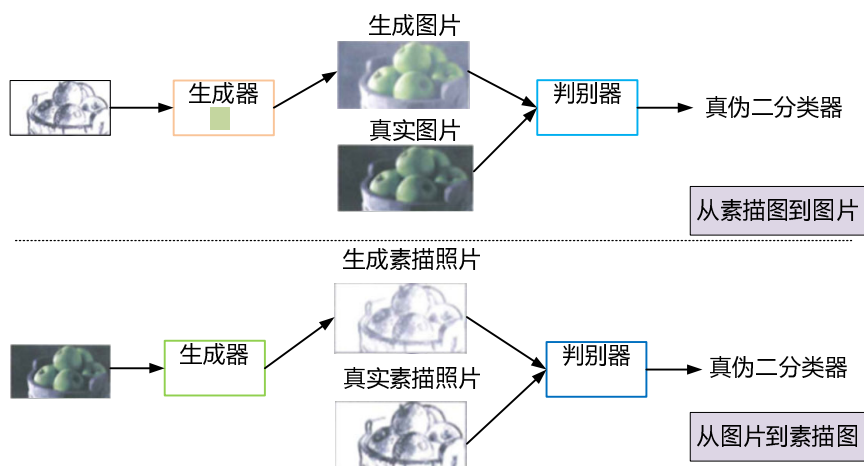 生成图片
生成器
判别器
真伪二分类器
真实图片
从素描图到图片
生成素描照片
生成器
判别器
真伪二分类器
真实素描照片
从图片到素描图